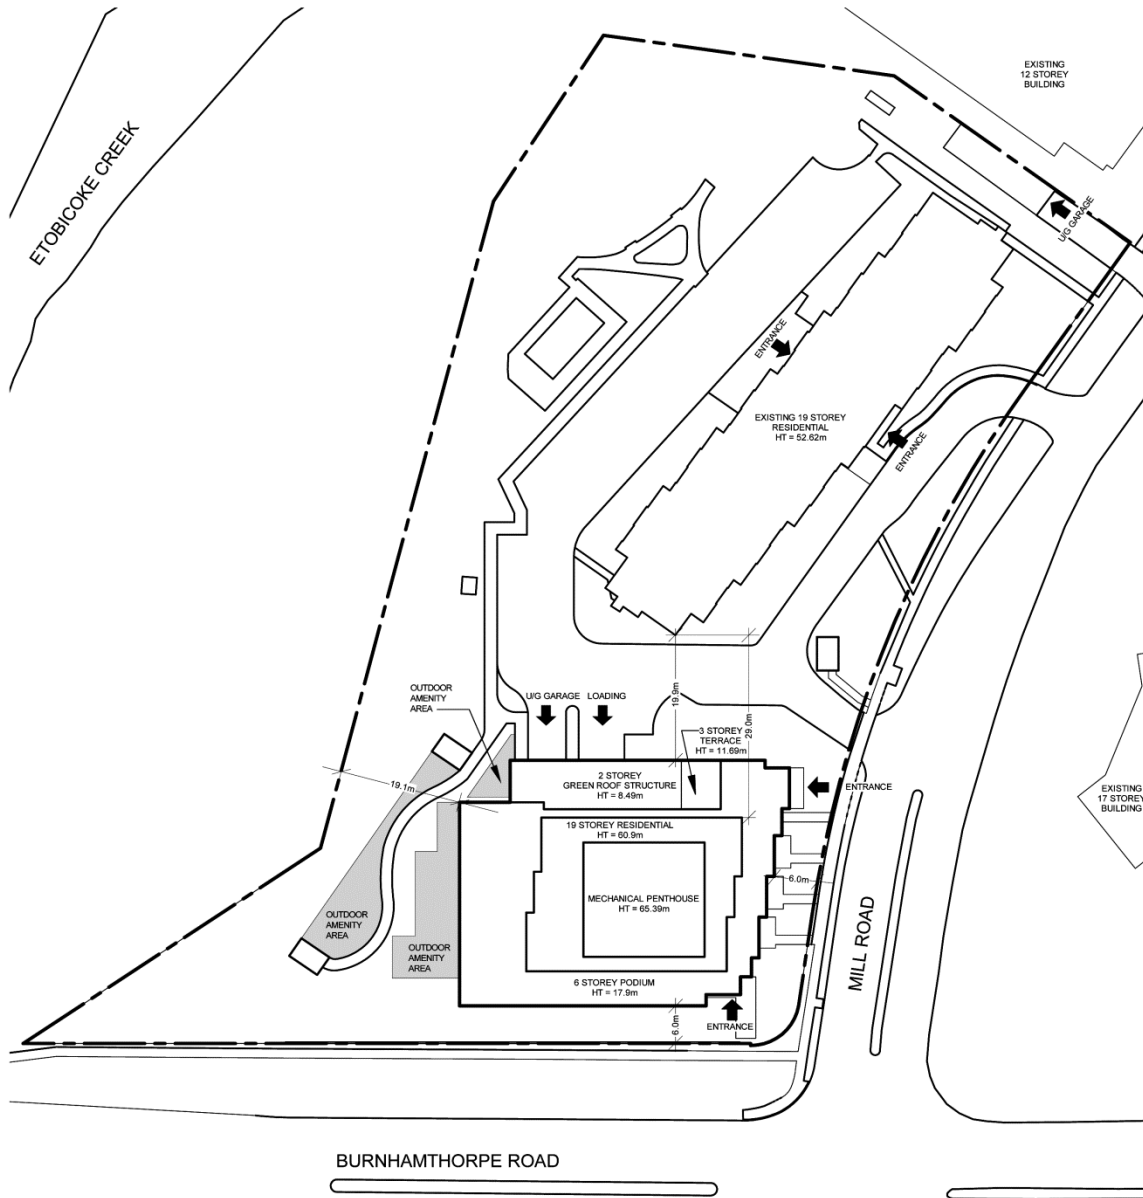 EXISTING
12 STOREY
BUILDING
ETOBICOKE CREEK
U/G GARAGE
ENTRANCE
EXISTING 19 STOREY
RESIDENTIAL
HT = 52.62m
ENTRANCE
OUTDOOR
AMENITY
AREA
U/G GARAGE
LOADING
19.9m
29.0m
3 STOREY
TERRACE
HT = 11.69m
19.1m
2 STOREY
GREEN ROOF STRUCTURE
HT = 8.49m
ENTRANCE
EXISTING
17 STOREY
BUILDING
19 STOREY RESIDENTIAL
HT = 60.9m
MECHANICAL PENTHOUSE
HT = 65.39m
6.0m
OUTDOOR
AMENITY
AREA
OUTDOOR
AMENITY
AREA
MILL ROAD
6 STOREY PODIUM
HT = 17.9m
6.0m
ENTRANCE
BURNHAMTHORPE ROAD